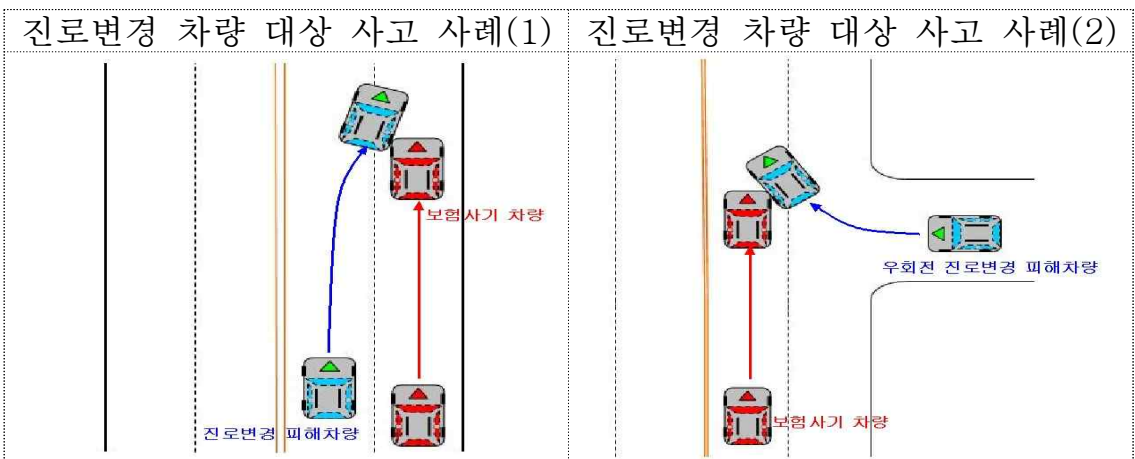 진로변경 차량 대상 사고 사례(1)
진로변경 차량 대상 사고 사례(2)
보험사기 차량
진로변경 피해차량
우회전 진로변경 피해차량
보험사기 차량